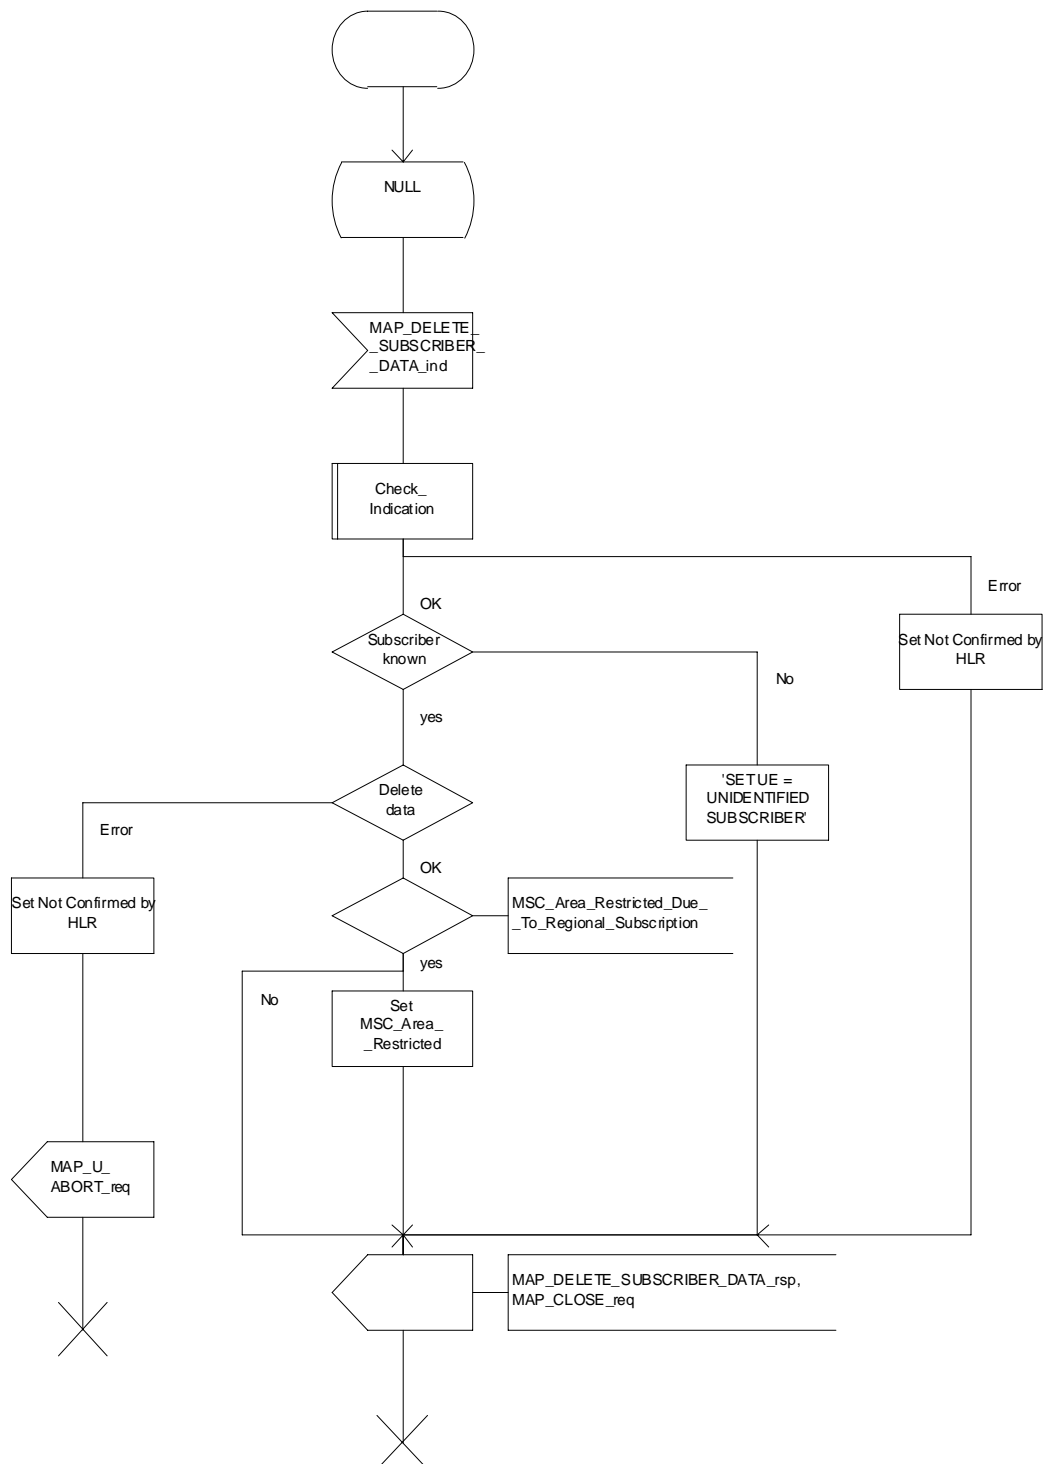 NULL
MAP_DELETE_
_SUBSCRIBER_
_DATA_ind
Check_
Indication
Error
OK
Set Not Confirmed by
HLR
Subscriber
known
No
yes
'SET UE =
UNIDENTIFIED
SUBSCRIBER'
Delete
data
Error
OK
Set Not Confirmed by
HLR
MSC_Area_Restricted_Due_
_To_Regional_Subscription
yes
No
Set
MSC_Area_
_Restricted
MAP_U_
ABORT_req
MAP_DELETE_SUBSCRIBER_DATA_rsp,
MAP_CLOSE_req